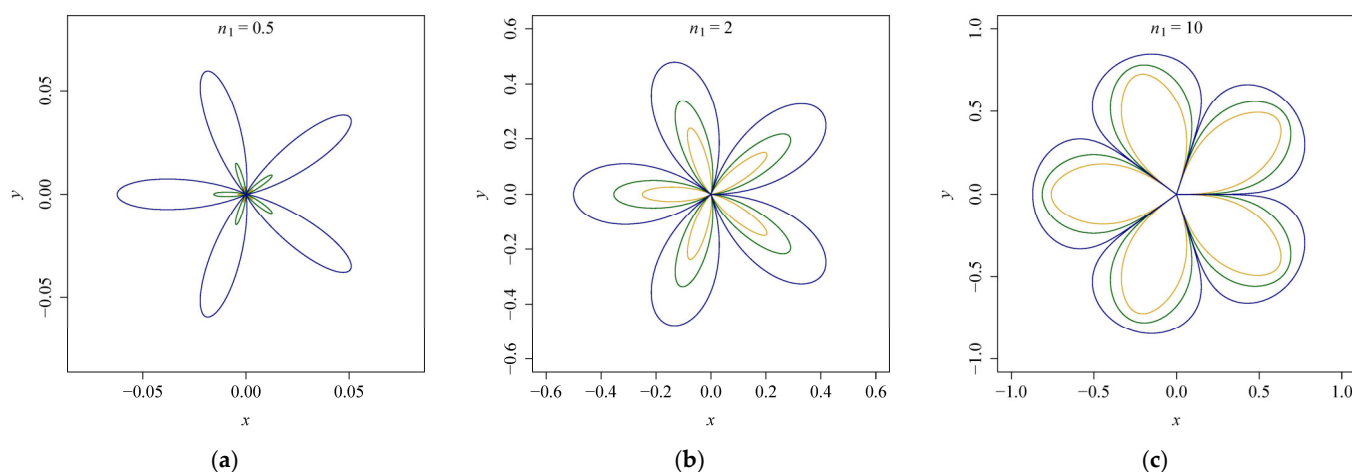 n₁ = 0.5
y
0.05
0.00
−0.05
−0.05 0.00 0.05
x
(a)
n₁ = 2
y
0.6
0.4
0.2
0.0
−0.2
−0.4
−0.6
−0.6 −0.4 −0.2 0.0 0.2 0.4 0.6
x
(b)
n₁ = 10
y
1.0
0.5
0.0
−0.5
−1.0
−1.0 −0.5 0.0 0.5 1.0
x
(c)